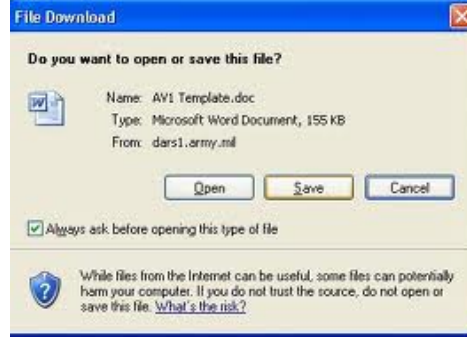 File Download
Do you want to open or save this file?
Name: AV1 Template.doc
Type: Microsoft Word Document, 155 KB
From: dars1.army.mil
Open Save Cancel
Always ask before opening this type of file
While files from the Internet can be useful, some files can potentially
harm your computer. If you do not trust the source, do not open or
save this file. What's the risk?